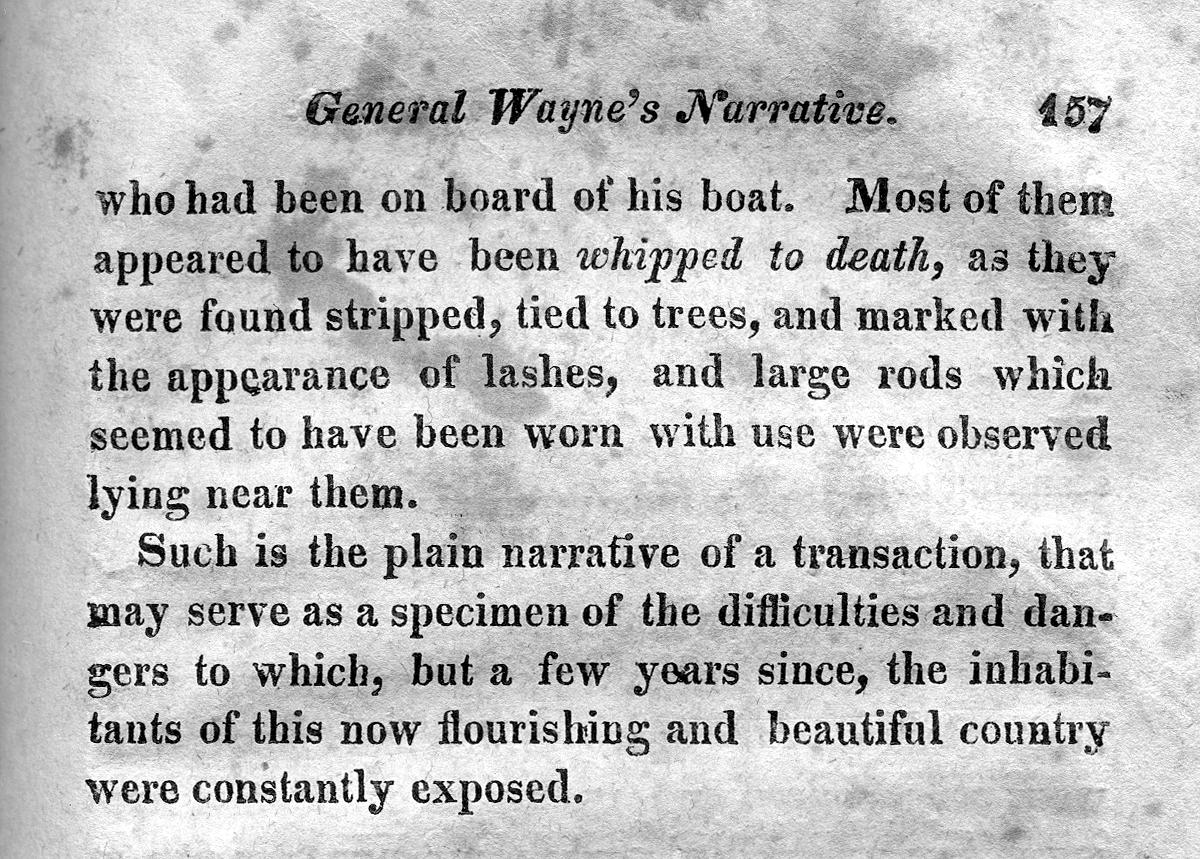 General Wayne's Narrative. 157
who had been on board of his boat. Most of them
appeared to have been whipped to death, as they
were found stripped, tied to trees, and marked with
the appearance of lashes, and large rods which
seemed to have been worn with use were observed
lying near them.
Such is the plain narrative of a transaction, that
may serve as a specimen of the difficulties and dan-
gers to which, but a few years since, the inhabi-
tants of this now flourishing and beautiful country
were constantly exposed.